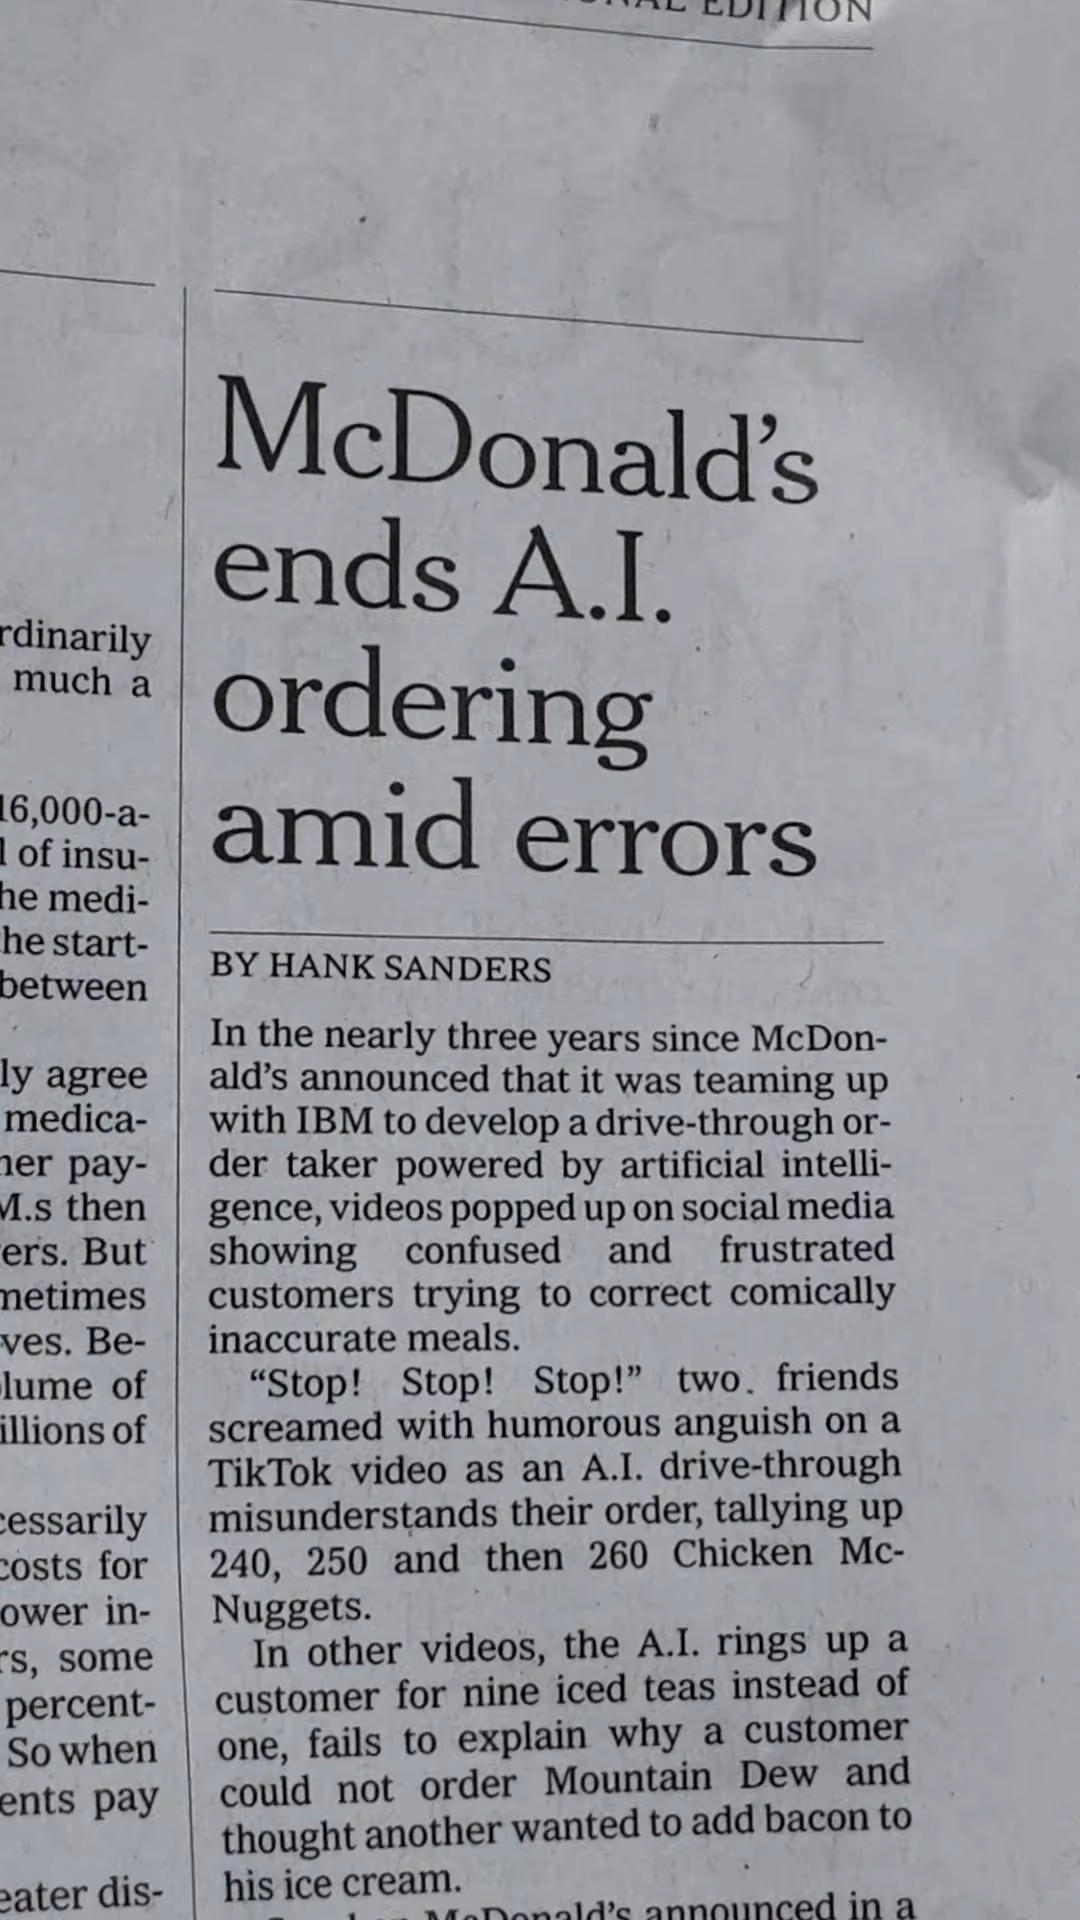 EDITION
rdinarily
much a
16,000-a-
l of insu-
he medi-
he start-
between
ly agree
medica-
her pay-
M.s then
ers. But
metimes
ves. Be-
lume of
illions of
cessarily
costs for
ower in-
rs, some
percent-
So when
ents pay
eater dis-
McDonald’s
ends A.I.
ordering
amid errors
BY HANK SANDERS
In the nearly three years since McDon-
ald’s announced that it was teaming up
with IBM to develop a drive-through or-
der taker powered by artificial intelli-
gence, videos popped up on social media
showing confused and frustrated
customers trying to correct comically
inaccurate meals.
“Stop! Stop! Stop!” two friends
screamed with humorous anguish on a
TikTok video as an A.I. drive-through
misunderstands their order, tallying up
240, 250 and then 260 Chicken Mc-
Nuggets.
In other videos, the A.I. rings up a
customer for nine iced teas instead of
one, fails to explain why a customer
could not order Mountain Dew and
thought another wanted to add bacon to
his ice cream.
McDonald’s announced in a